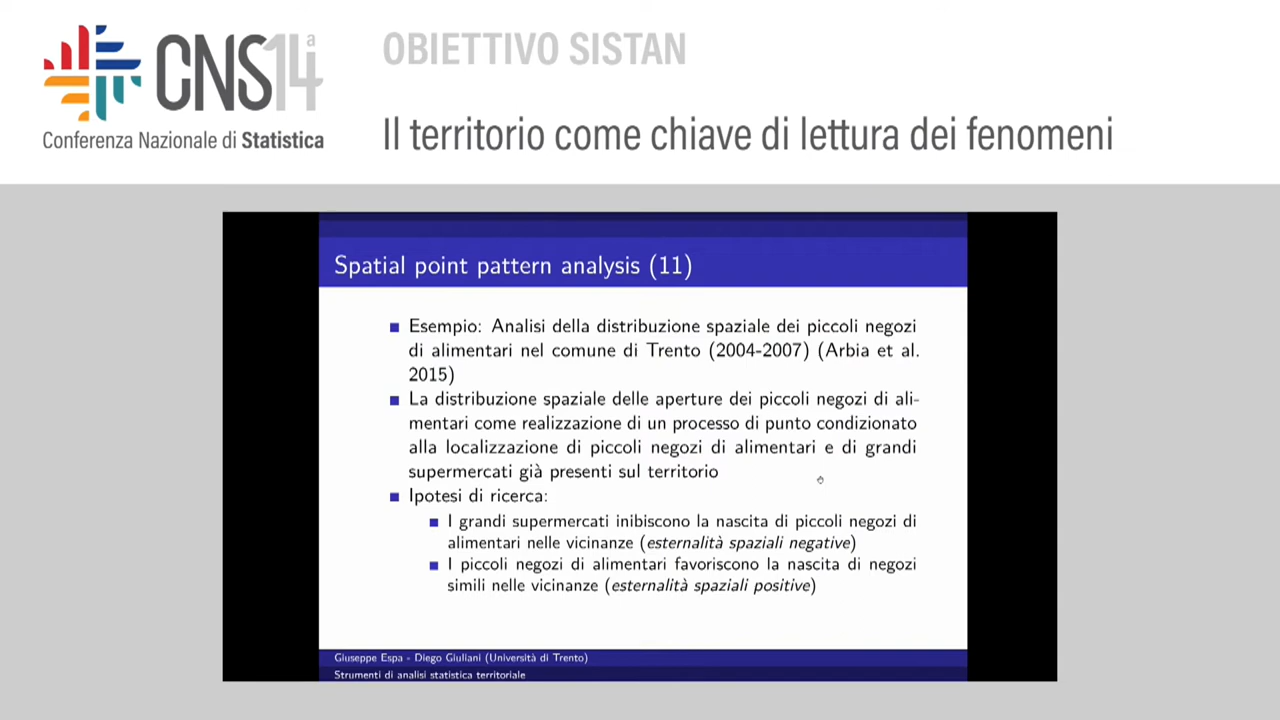 CNS14ª
Conferenza Nazionale di Statistica
OBIETTIVO SISTAN
Il territorio come chiave di lettura dei fenomeni
Spatial point pattern analysis (11)
Esempio: Analisi della distribuzione spaziale dei piccoli negozi
di alimentari nel comune di Trento (2004-2007) (Arbia et al.
2015)
La distribuzione spaziale delle aperture dei piccoli negozi di ali-
mentari come realizzazione di un processo di punto condizionato
alla localizzazione di piccoli negozi di alimentari e di grandi
supermercati già presenti sul territorio
Ipotesi di ricerca:
I grandi supermercati inibiscono la nascita di piccoli negozi di
alimentari nelle vicinanze (esternalità spaziali negative)
I piccoli negozi di alimentari favoriscono la nascita di negozi
simili nelle vicinanze (esternalità spaziali positive)
Giuseppe Espa - Diego Giuliani (Università di Trento)
Strumenti di analisi statistica territoriale